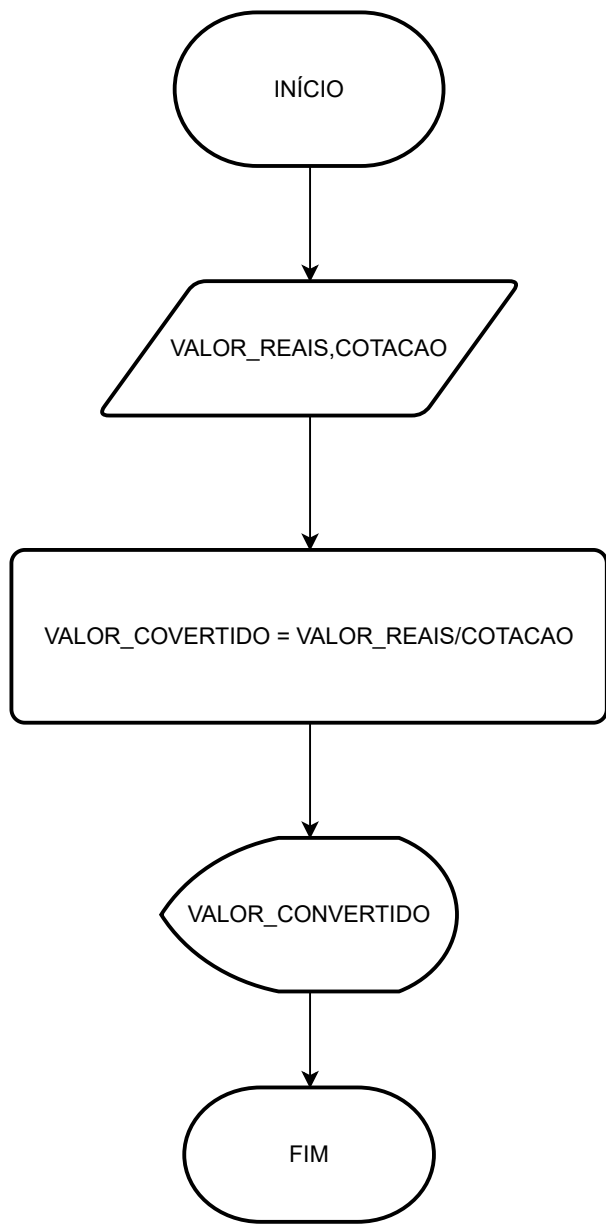 INÍCIO
VALOR_REAIS,COTACAO
VALOR_COVERTIDO = VALOR_REAIS/COTACAO
VALOR_CONVERTIDO
FIM